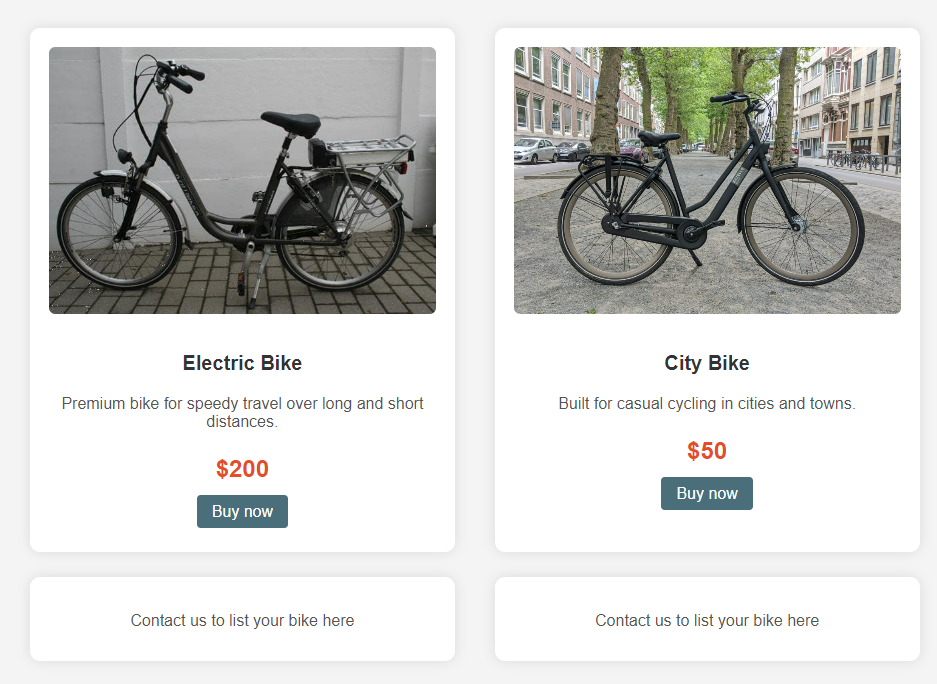 Electric Bike
Premium bike for speedy travel over long and short
distances.
$200
Buy now
City Bike
Built for casual cycling in cities and towns.
$50
Buy now
Contact us to list your bike here
Contact us to list your bike here